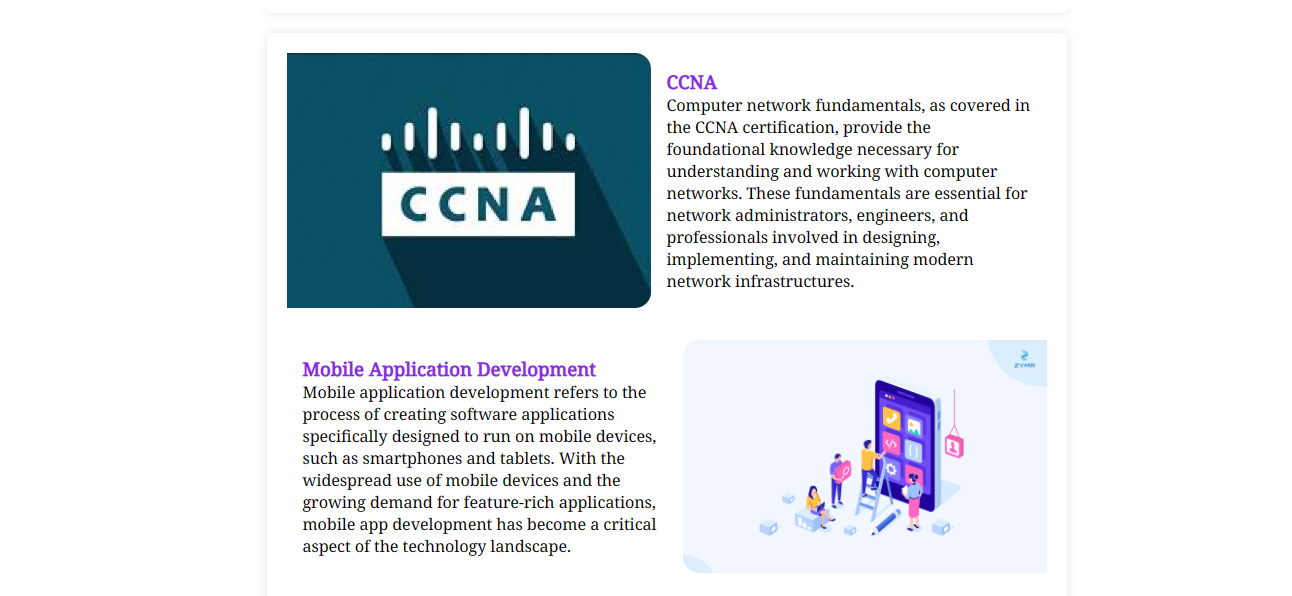 CCNA
CCNA
Computer network fundamentals, as covered in
the CCNA certification, provide the
foundational knowledge necessary for
understanding and working with computer
networks. These fundamentals are essential for
network administrators, engineers, and
professionals involved in designing,
implementing, and maintaining modern
network infrastructures.
Mobile Application Development
Mobile application development refers to the
process of creating software applications
specifically designed to run on mobile devices,
such as smartphones and tablets. With the
widespread use of mobile devices and the
growing demand for feature-rich applications,
mobile app development has become a critical
aspect of the technology landscape.
ZYMR